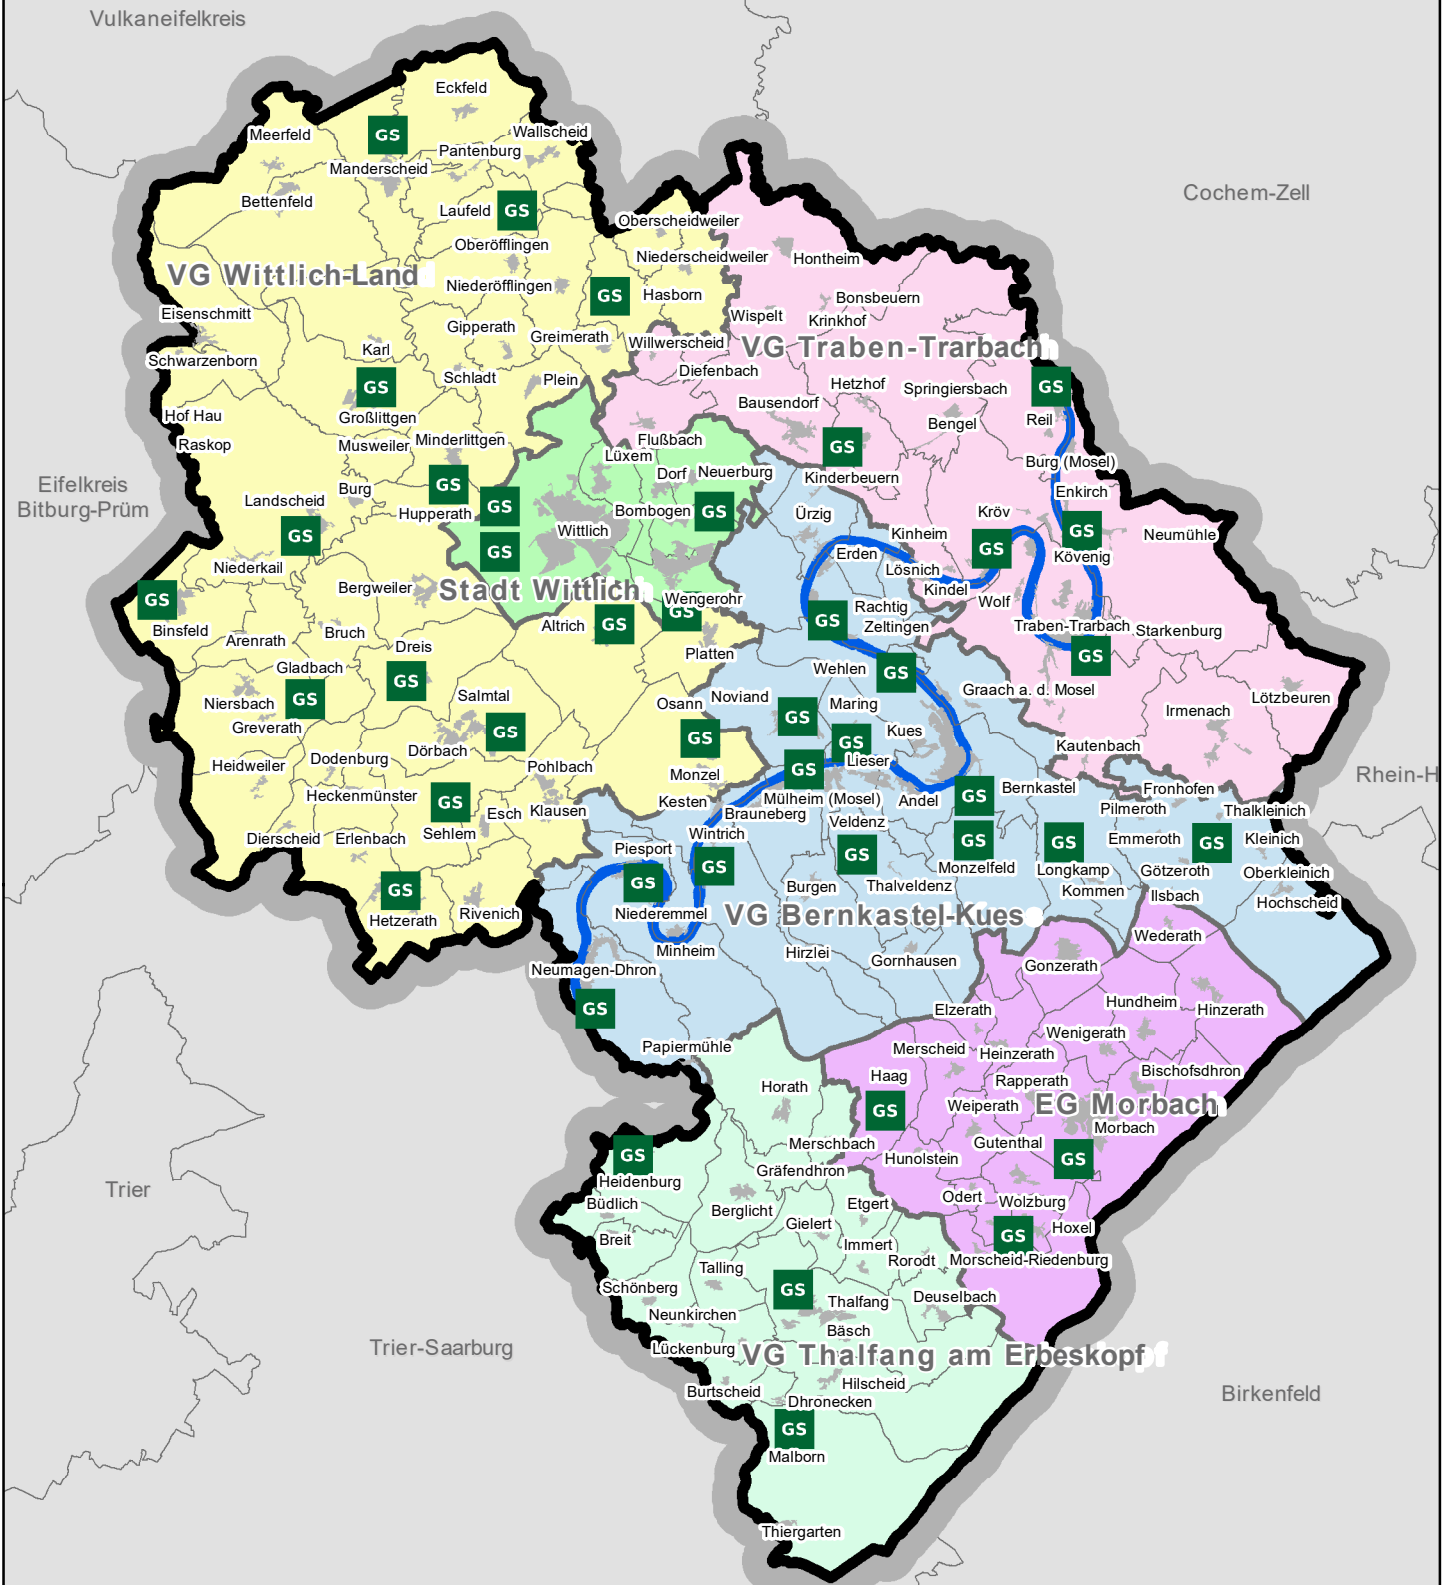 Vulkaneifelkreis
Eckfeld
Meerfeld
GS
Wallscheid
Manderscheid
Pantenburg
Cochem-Zell
Bettenfeld
Laufeld
GS
Oberscheidweiler
Oberöfflingen
Niederscheidweiler
Hontheim
VG Wittlich-Land
Niederöfflingen
GS
Hasborn
Bonsbeuern
Eisenschmitt
Wispelt
Krinkhof
Gipperath
Greimerath
Willwerscheid
VG Traben-Trarbach
Karl
Schwarzenborn
Diefenbach
Schladt
Plein
GS
Hetzhof
Springiersbach
GS
Bausendorf
Hof Hau
Großlittgen
Bengel
Reil
Raskop
Musweiler
Minderlittgen
Flußbach
GS
Lüxem
Burg (Mosel)
Dorf
Neuerburg
Kinderbeuern
Eifelkreis
Bitburg-Prüm
Burg
GS
Enkirch
Landscheid
GS
Hupperath
Bombogen
GS
Ürzig
Kröv
Wittlich
GS
Kinheim
GS
Neumühle
GS
GS
Erden
GS
Kövenig
Niederkail
Lösnich
Bergweiler
Stadt Wittlich
Kindel
GS
Wengerohr
Rachtig
Wolf
GS
Binsfeld
Altrich
GS
GS
Zeltingen
Traben-Trarbach
Starkenburg
Arenrath
Bruch
Dreis
Platten
GS
Gladbach
Wehlen
GS
GS
Graach a. d. Mosel
Niersbach
GS
Salmtal
Osann
Noviand
Maring
Lötzbeuren
Irmenach
Greverath
GS
GS
Kues
Dörbach
GS
GS
Kautenbach
Heidweiler
Dodenburg
Pohlbach
Monzel
GS
Lieser
Rhein-H
Heckenmünster
GS
Esch
Klausen
Kesten
Mülheim (Mosel)
Andel
GS
Bernkastel
Fronhofen
Pilmeroth
Thalkleinich
Brauneberg
Dierscheid
Erlenbach
Sehlem
Wintrich
Veldenz
Piesport
GS
GS
GS
Emmeroth
GS
Kleinich
GS
Monzelfeld
Longkamp
Götzeroth
Oberkleinich
GS
GS
Burgen
Thalveldenz
Kommen
Ilsbach
Hochscheid
Hetzerath
Rivenich
Niederemmel
VG Bernkastel-Kues
Wederath
Minheim
Hirzlei
Gornhausen
Gonzerath
Neumagen-Dhron
GS
Elzerath
Hundheim
Hinzerath
Wenigerath
Papiermühle
Merscheid
Heinzerath
Haag
Bischofsdhron
Horath
Rapperath
GS
Weiperath
EG Morbach
Morbach
Merschbach
Gutenthal
GS
Hunolstein
GS
Gräfendhron
Heidenburg
Trier
Büdlich
Berglicht
Etgert
Odert
Wolzburg
Gielert
Hoxel
Breit
Immert
GS
Rorodt
Morscheid-Riedenburg
Talling
Schönberg
GS
Thalfang
Deuselbach
Neunkirchen
Bäsch
Trier-Saarburg
Lückenburg
VG Thalfang am Erbeskopf
Burtscheid
Hilscheid
Birkenfeld
Dhronecken
GS
Malborn
Thiergarten